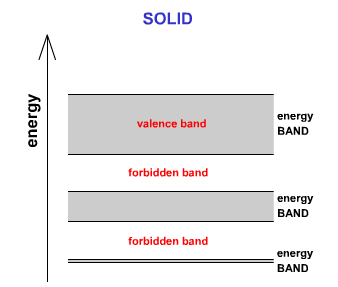 SOLID
energy
valence band
energy
BAND
forbidden band
energy
BAND
forbidden band
energy
BAND